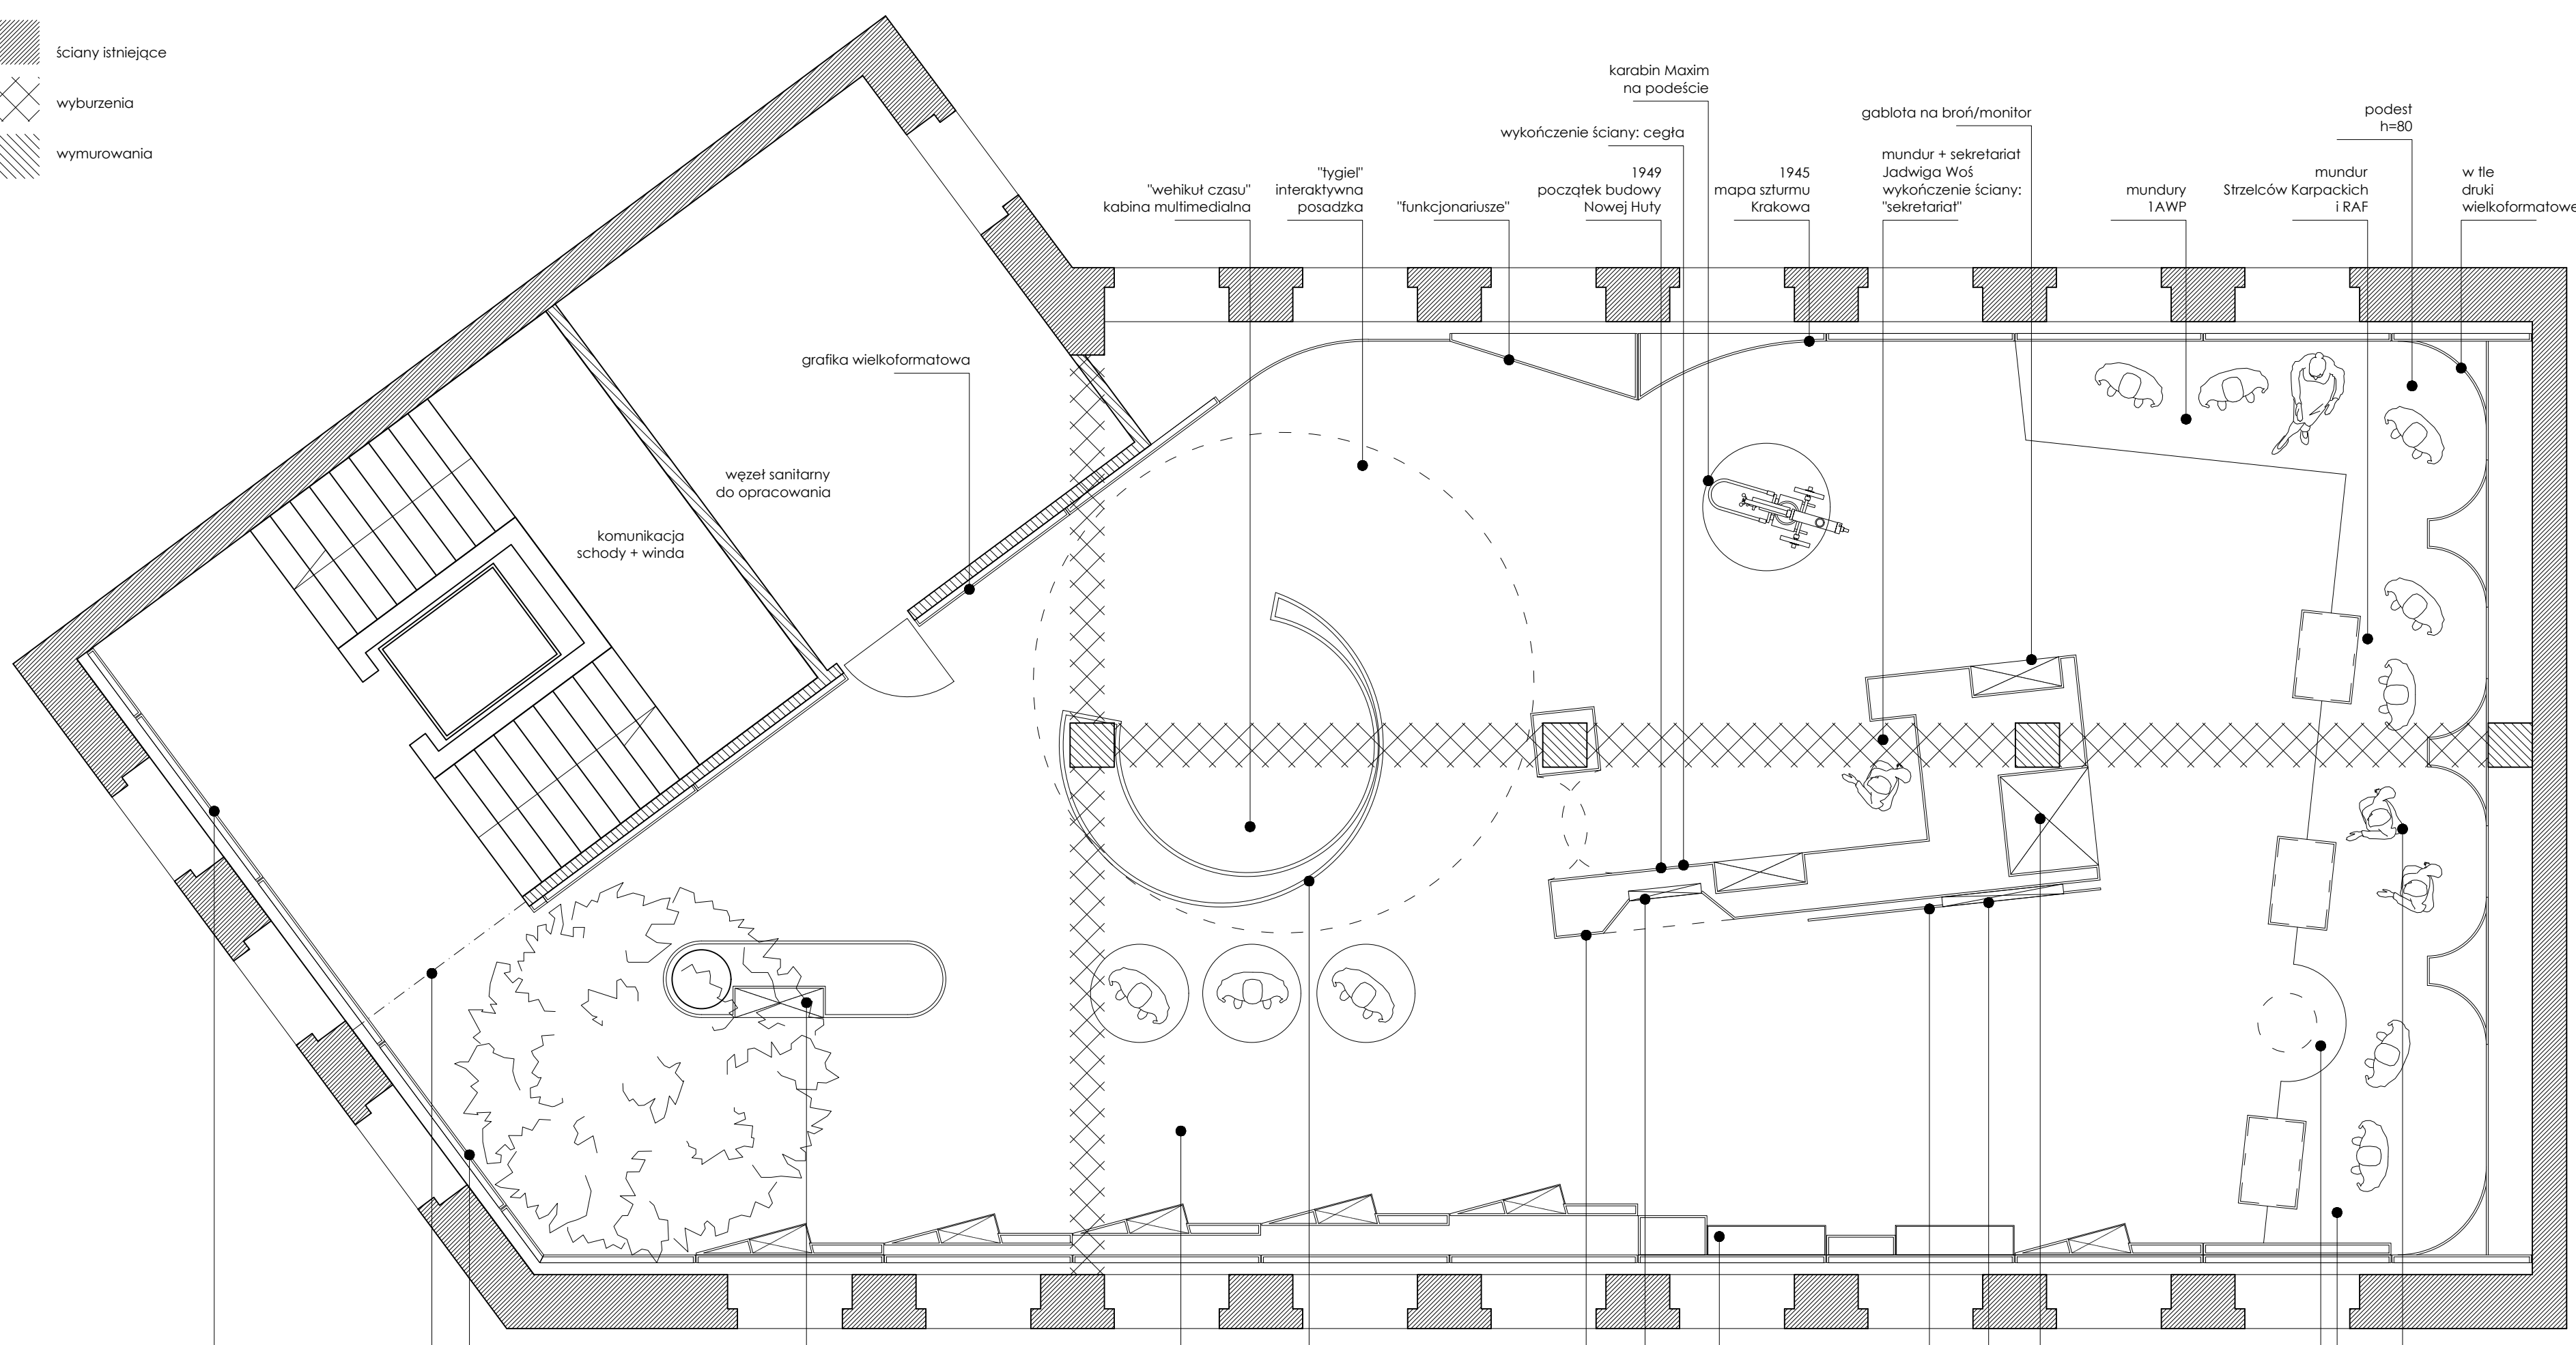 ściany istniejące
wyburzenia
wymurowania
karabin Maxim
na podeście
wykończenie ściany: cegła
gablota na broń/monitor
podest
h=80
"wehikuł czasu"
kabina multimedialna
"tygiel"
interaktywna
posadzka
"funkcjonariusze"
1949
początek budowy
Nowej Huty
1945
mapa szturmu
Krakowa
mundur + sekretariat
Jadwiga Woś
wykończenie ściany:
"sekretariat"
mundury
1AWP
mundur
Strzelców Karpackich
i RAF
w tle
druki
wielkoformatowe
grafika wielkoformatowa
węzeł sanitarny
do opracowania
komunikacja
schody + winda